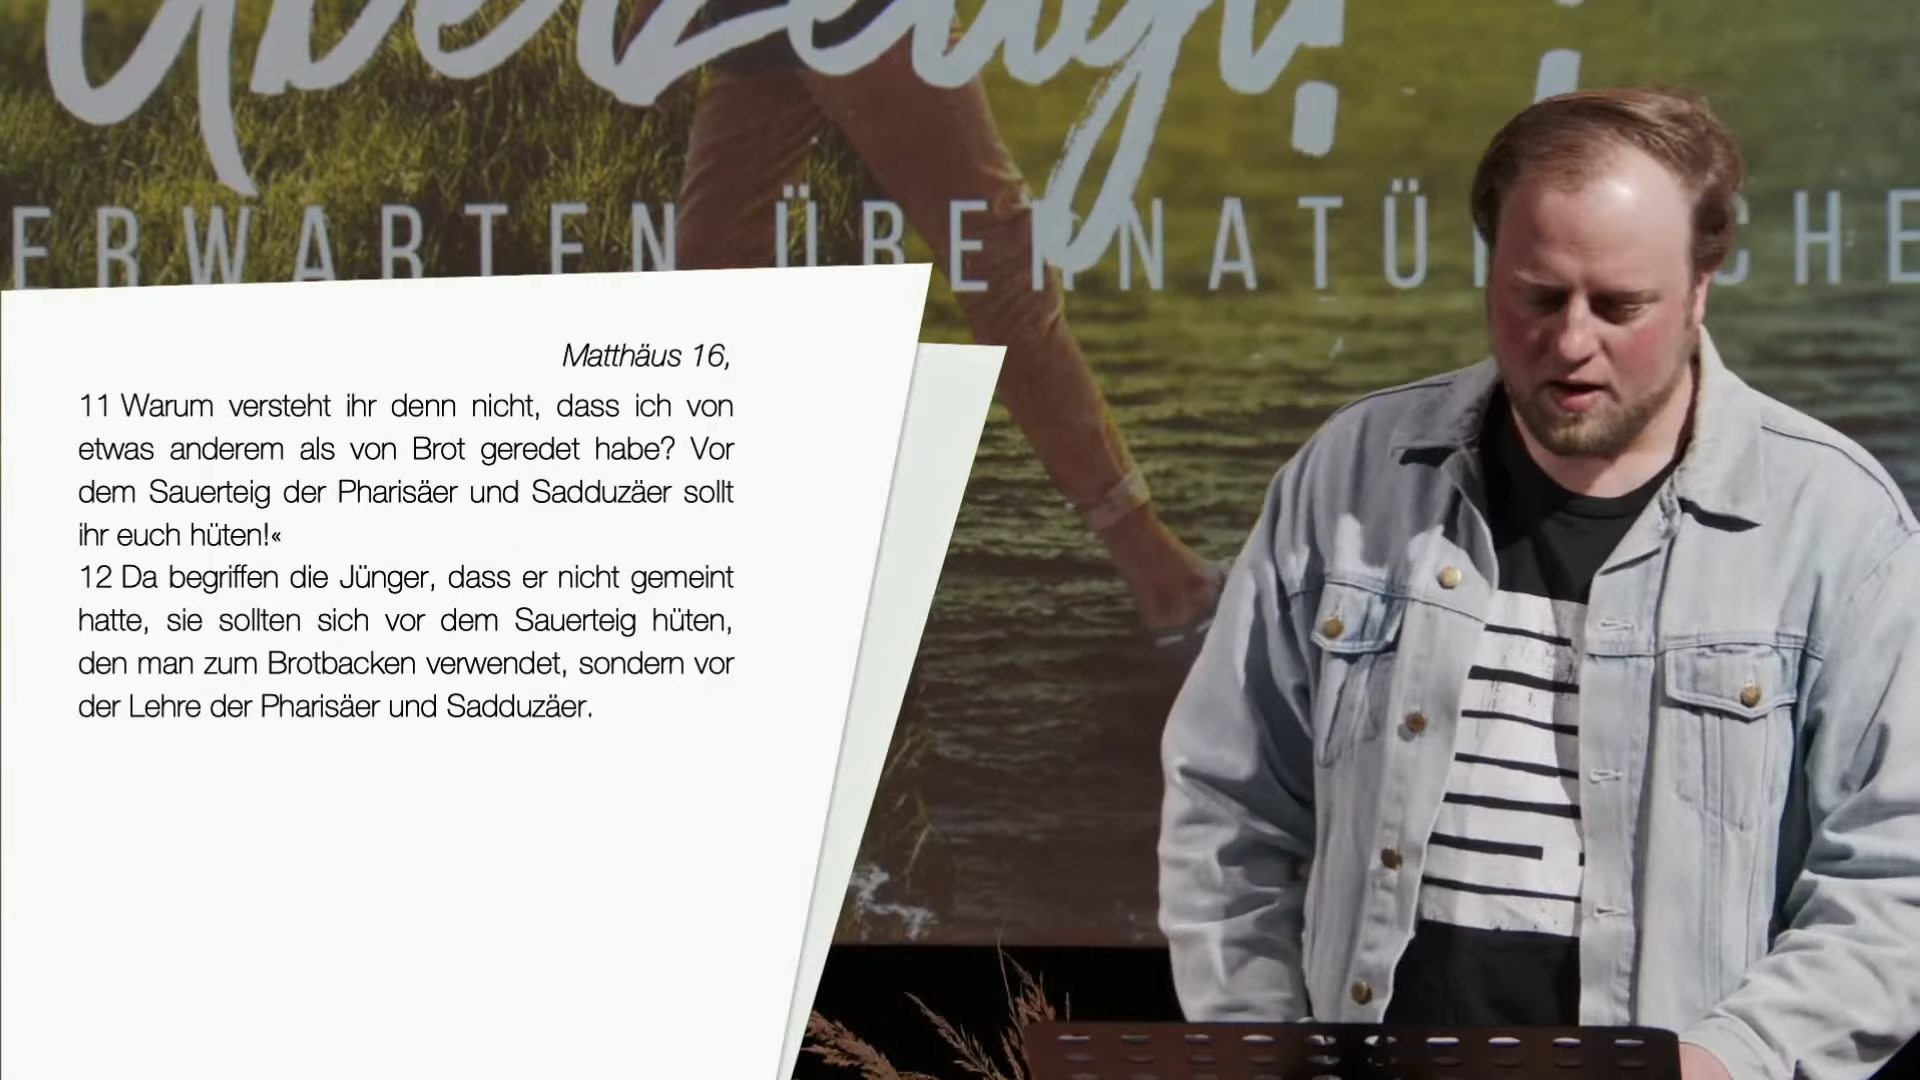 Überzeugt!
ERWARTEN ÜBERNATÜ
CHE
Matthäus 16,
11 Warum versteht ihr denn nicht, dass ich von
etwas anderem als von Brot geredet habe? Vor
dem Sauerteig der Pharisäer und Sadduzäer sollt
ihr euch hüten!«
12 Da begriffen die Jünger, dass er nicht gemeint
hatte, sie sollten sich vor dem Sauerteig hüten,
den man zum Brotbacken verwendet, sondern vor
der Lehre der Pharisäer und Sadduzäer.